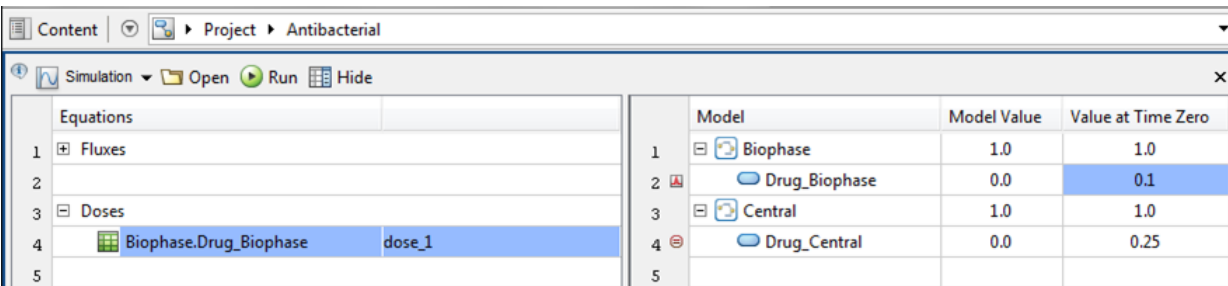 Content Project Antibacterial
Simulation Open Run Hide x
Equations Model Model Value Value at Time Zero
1 Fluxes 1 Biophase 1.0 1.0
2 2 Drug_Biophase 0.0 0.1
3 Doses 3 Central 1.0 1.0
4 Biophase.Drug_Biophase dose_1 4 Drug_Central 0.0 0.25
5 5